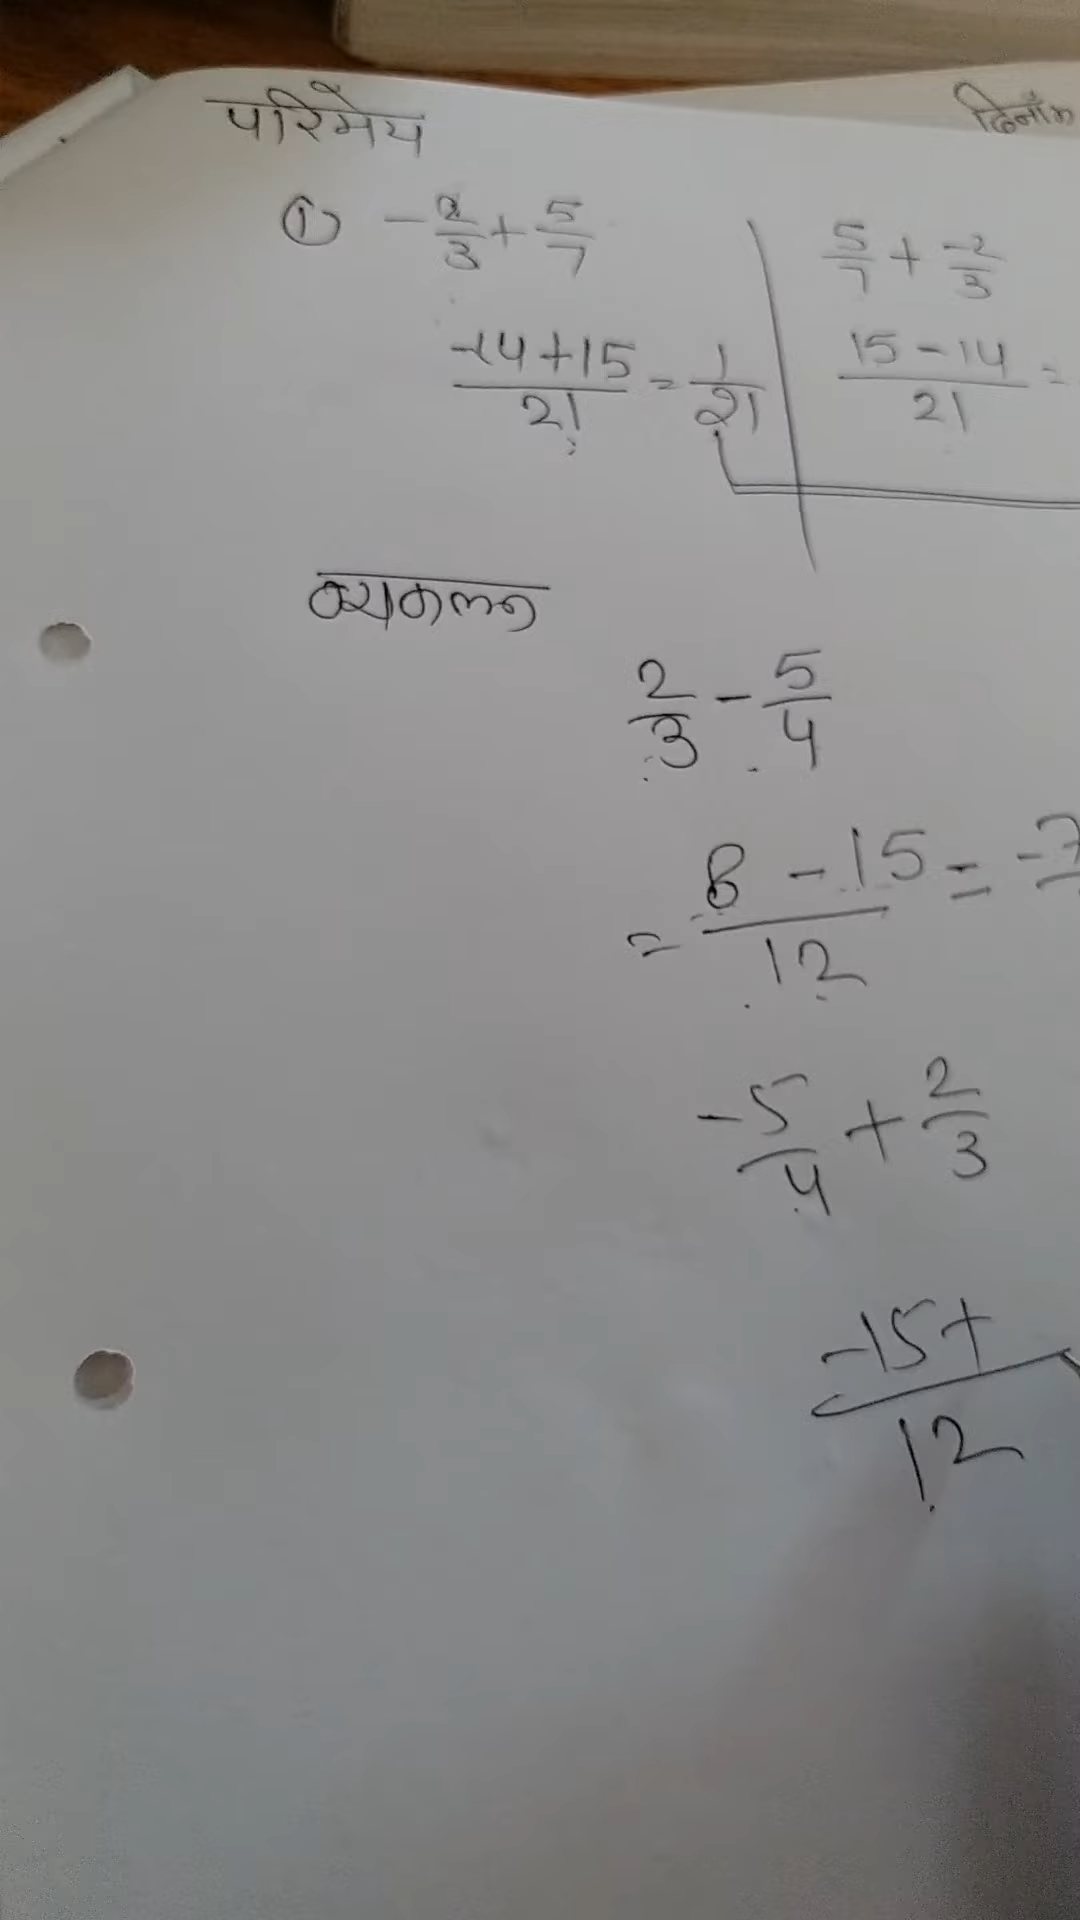 परिमेय
दिनाँक
① -2/3 + 5/7
(-14+15)/21 = 1/21
5/7 + -2/3
(15-14)/21 =
व्यकलन
2/3 - 5/4
= (8 - 15)/12 = -7
-5/4 + 2/3
(-15+)/12